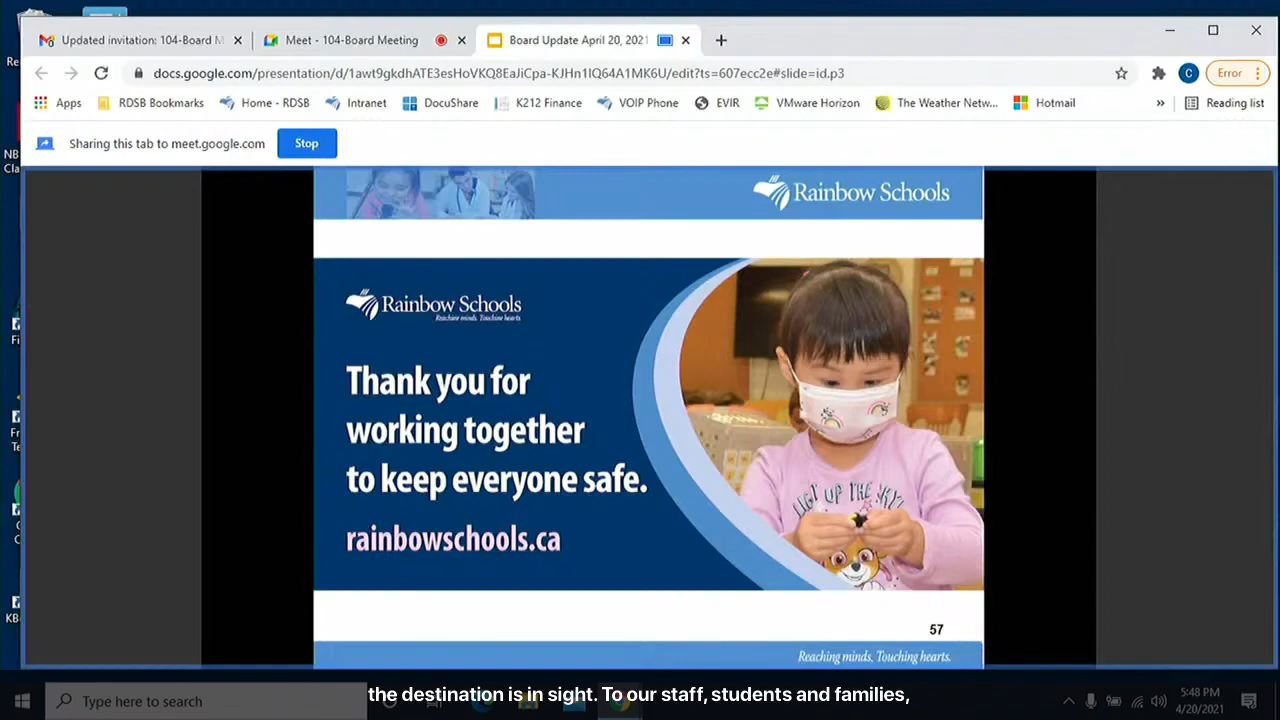 Updated invitation: 104-Board M
Meet - 104-Board Meeting
Board Update April 20, 2021
docs.google.com/presentation/d/1awt9gkdhATE3esHoVKQ8EaJiCpa-KJHn1IQ64A1MK6U/edit?ts=607ecc2e#slide=id.p3
C
Error
Apps
RDSB Bookmarks
Home - RDSB
Intranet
DocuShare
K212 Finance
VOIP Phone
EVIR
VMware Horizon
The Weather Netw...
Hotmail
»
Reading list
Sharing this tab to meet.google.com
Stop
Rainbow Schools
Rainbow Schools
Reaching minds. Touching hearts.
Thank you for
working together
to keep everyone safe.
rainbowschools.ca
LIGHT UP THE SKY!
57
Reaching minds. Touching hearts.
the destination is in sight. To our staff, students and families,
Type here to search
5:48 PM
4/20/2021